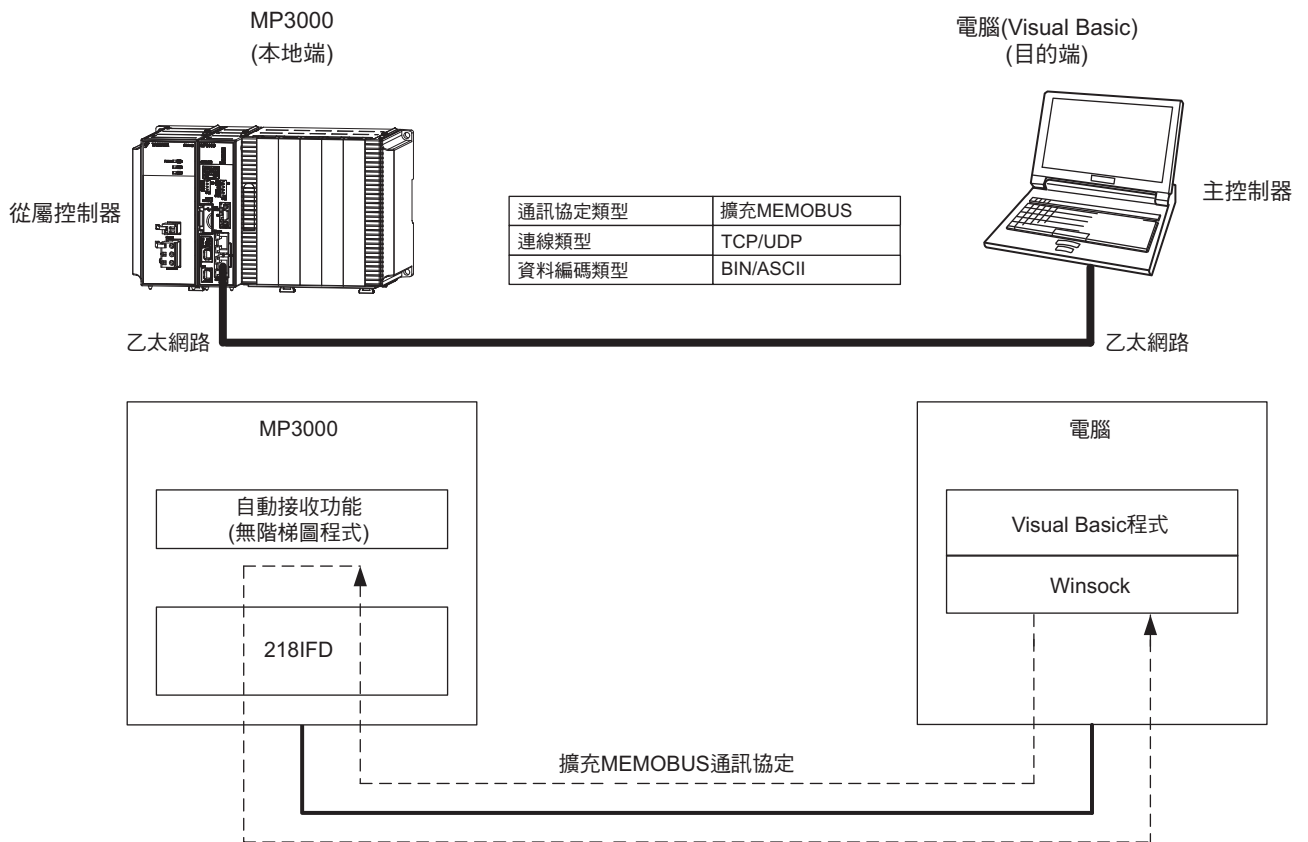 MP3000
(本地端)
電腦(Visual Basic)
(目的端)
從屬控制器
主控制器
通訊協定類型 擴充MEMOBUS
連線類型 TCP/UDP
資料編碼類型 BIN/ASCII
乙太網路
乙太網路
MP3000
自動接收功能
(無階梯圖程式)
218IFD
電腦
Visual Basic程式
Winsock
擴充MEMOBUS通訊協定